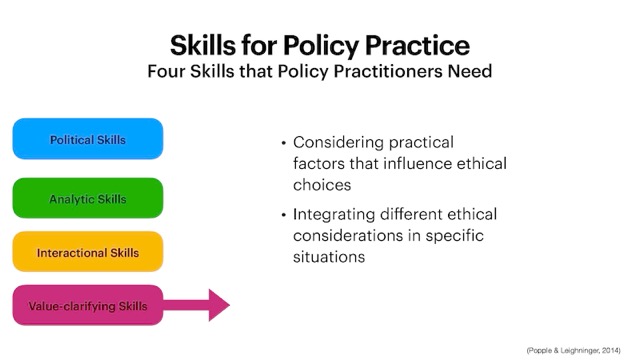 Skills for Policy Practice
Four Skills that Policy Practitioners Need
Political Skills
Analytic Skills
Interactional Skills
Value-clarifying Skills
• Considering practical
factors that influence ethical
choices
• Integrating different ethical
considerations in specific
situations
(Popple & Leighninger, 2014)